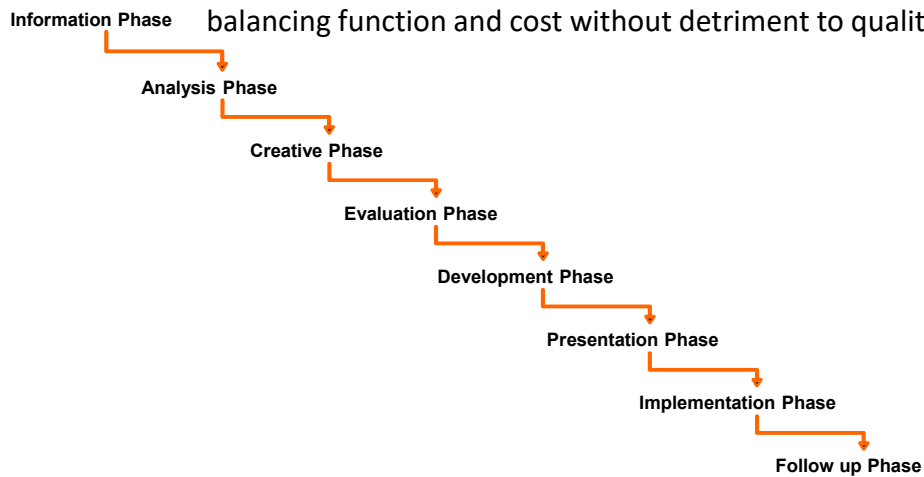 Information Phase
balancing function and cost without detriment to qualit
Analysis Phase
Creative Phase
Evaluation Phase
Development Phase
Presentation Phase
Implementation Phase
Follow up Phase